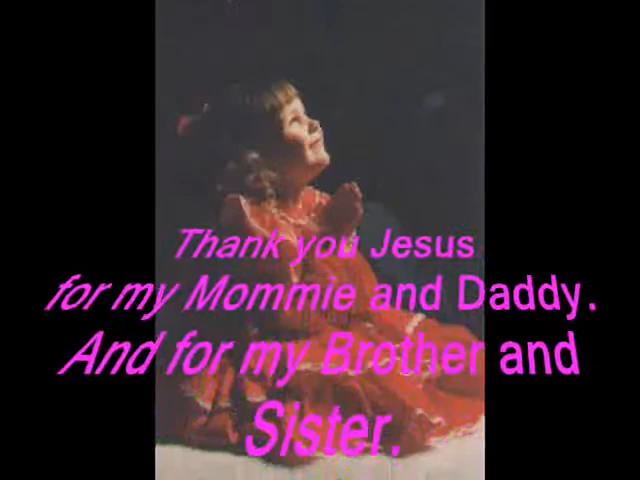 Thank you Jesus
for my Mommie and Daddy.
And for my Brother and
Sister.